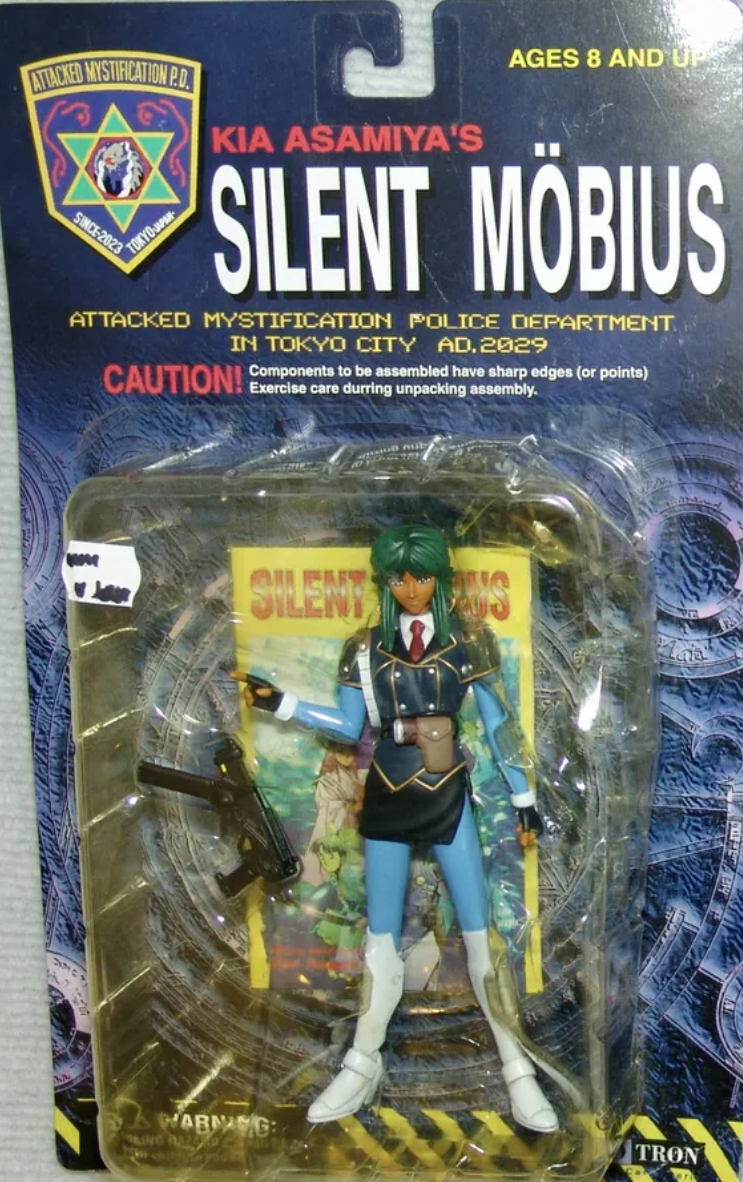 AGES 8 AND UP
ATTACKED MYSTIFICATION P.D.
SINCE-2023 TOKYO-JAPAN-
KIA ASAMIYA'S
SILENT MÖBIUS
ATTACKED MYSTIFICATION POLICE DEPARTMENT
IN TOKYO CITY AD.2029
CAUTION! Components to be assembled have sharp edges (or points)
Exercise care durring unpacking assembly.
SILENT
WARNING:
TRON